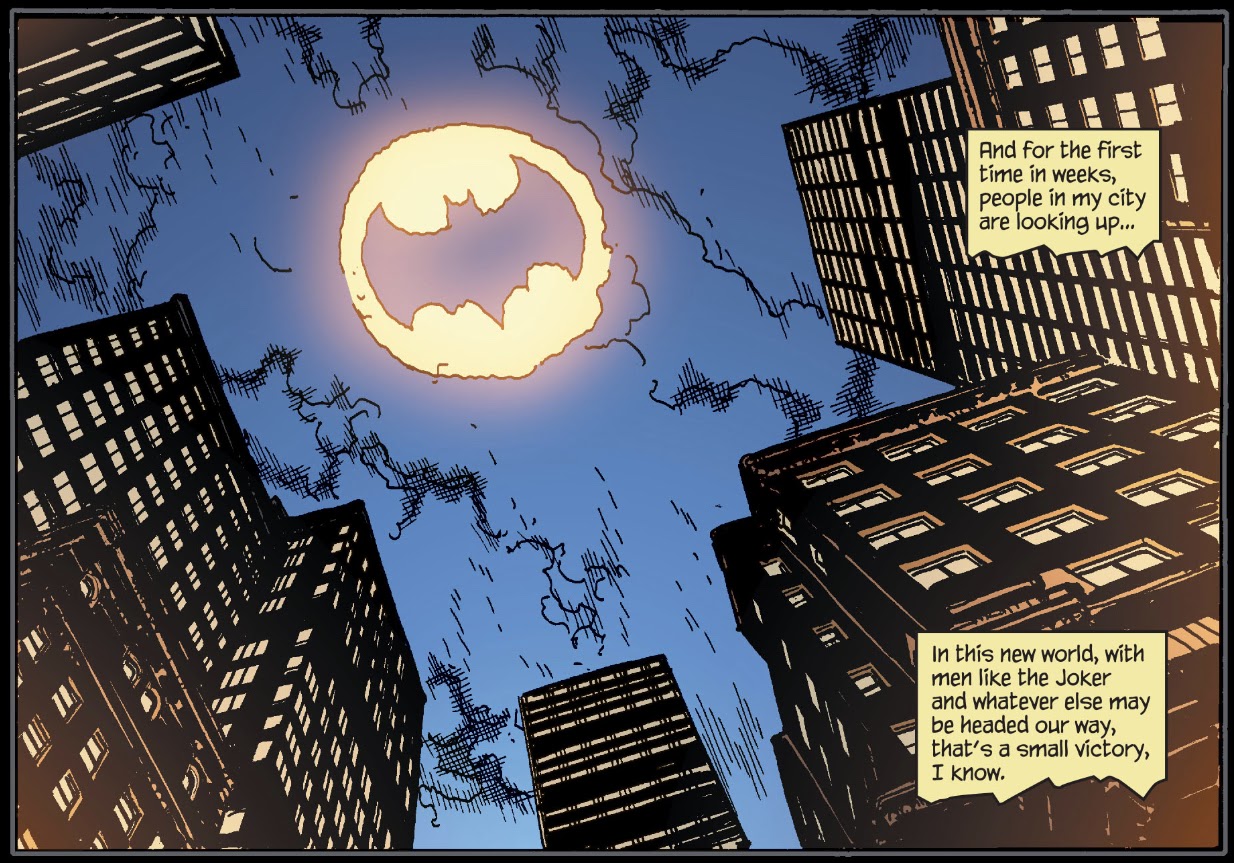 And for the first
time in weeks,
people in my city
are looking up...
In this new world, with
men like the Joker
and whatever else may
be headed our way,
that's a small victory,
I know.